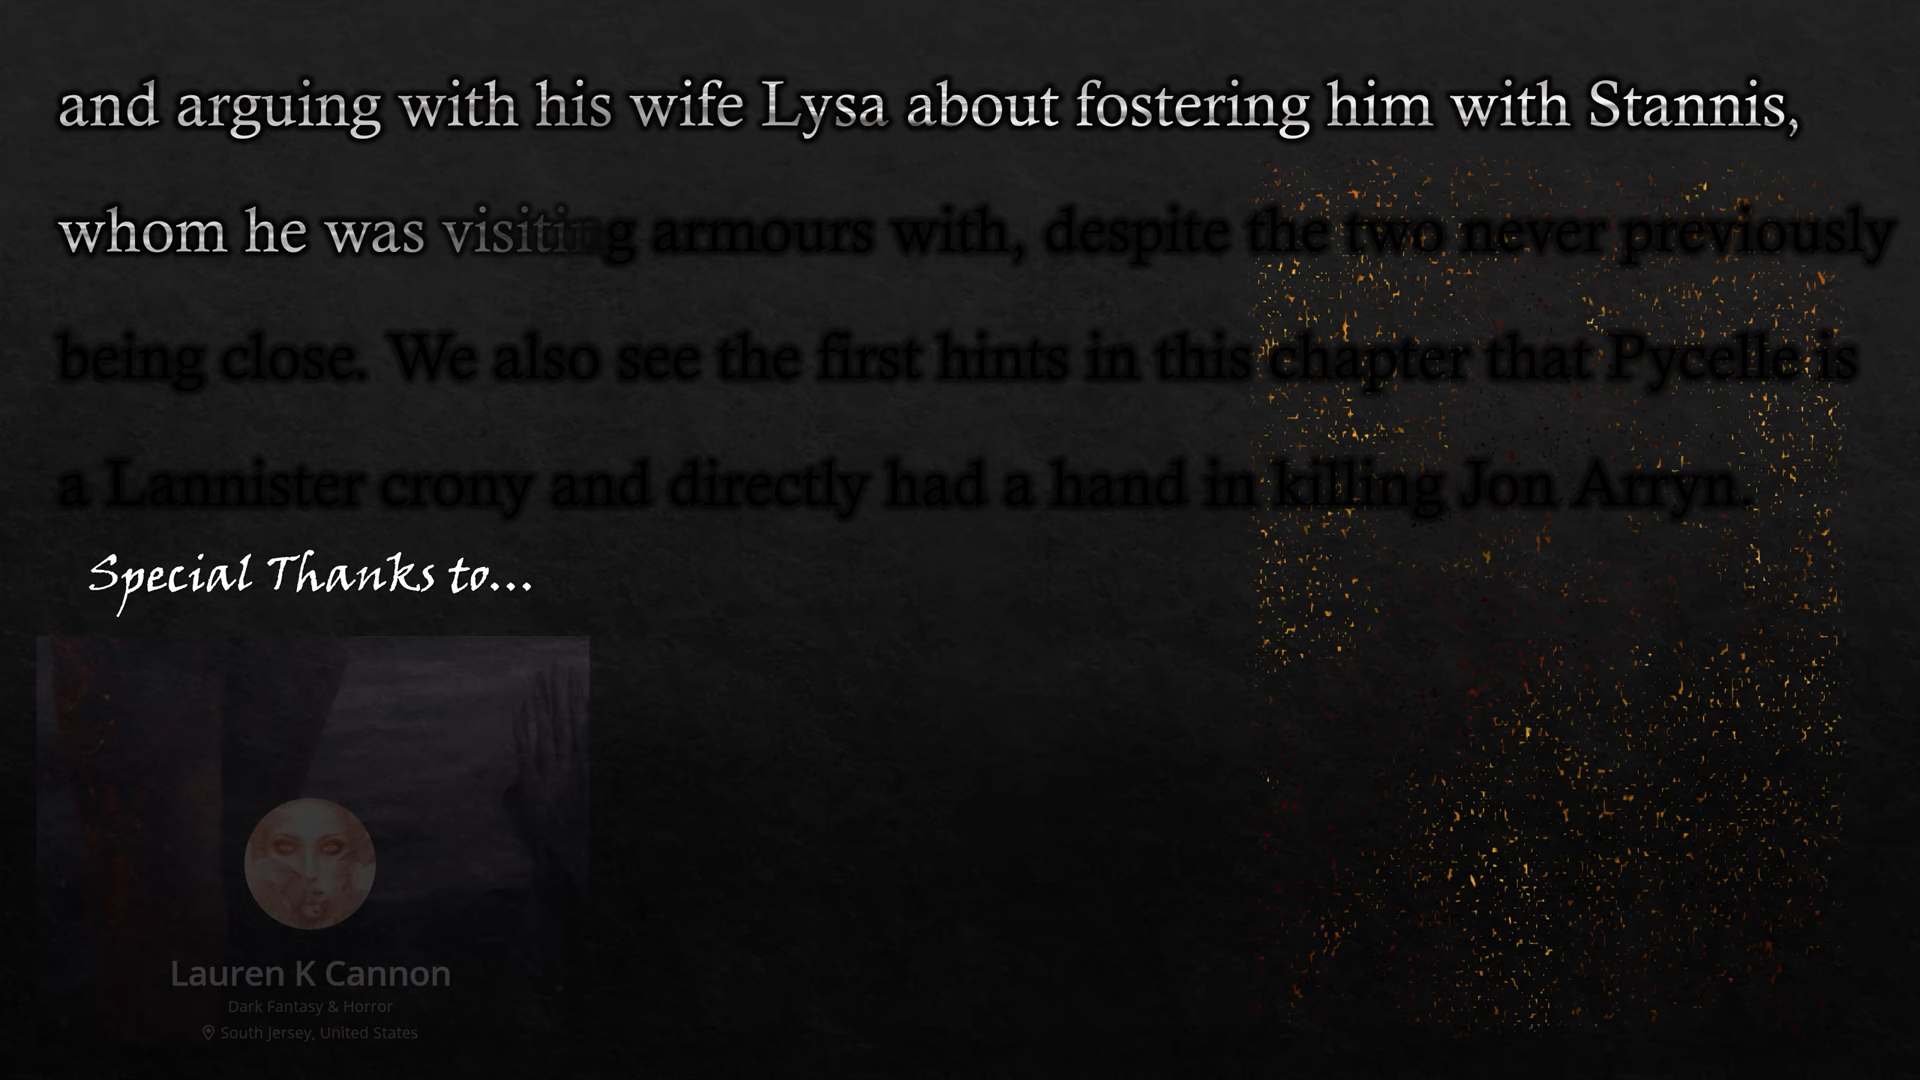 and arguing with his wife Lysa about fostering him with Stannis,
whom he was visiting armours with, despite the two never previously
being close. We also see the first hints in this chapter that Pycelle is
a Lannister crony and directly had a hand in killing Jon Arryn.
Special Thanks to...
Lauren K Cannon
Dark Fantasy & Horror
South Jersey, United States